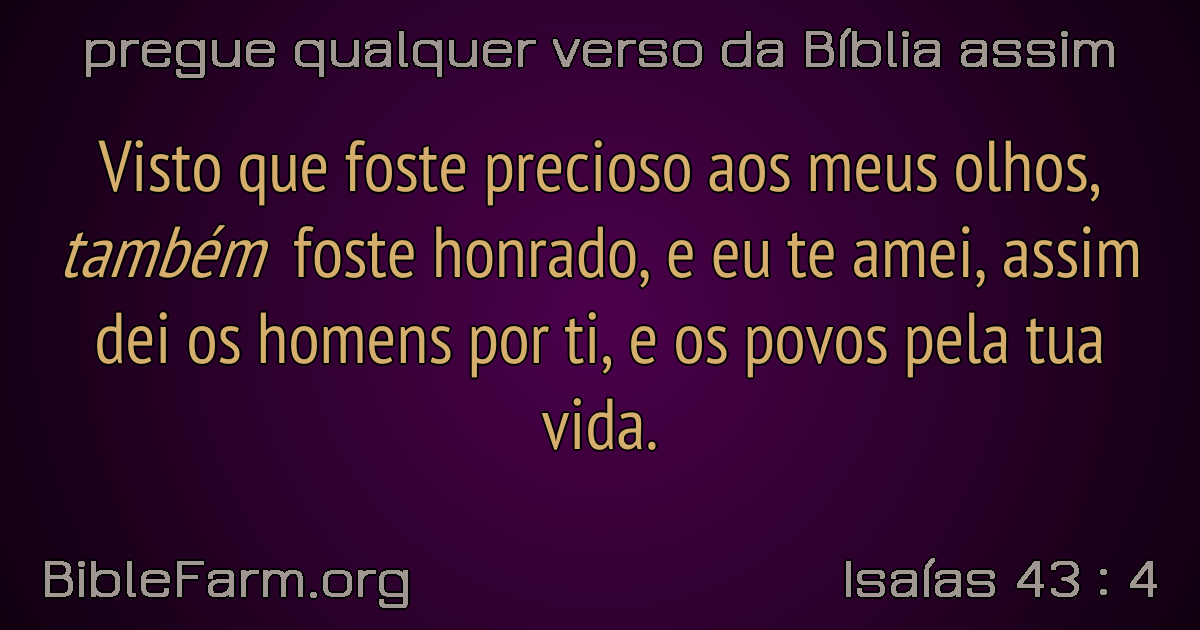 pregue qualquer verso da Bíblia assim
Visto que foste precioso aos meus olhos,
também foste honrado, e eu te amei, assim
dei os homens por ti, e os povos pela tua
vida.
BibleFarm.org
Isaías 43 : 4